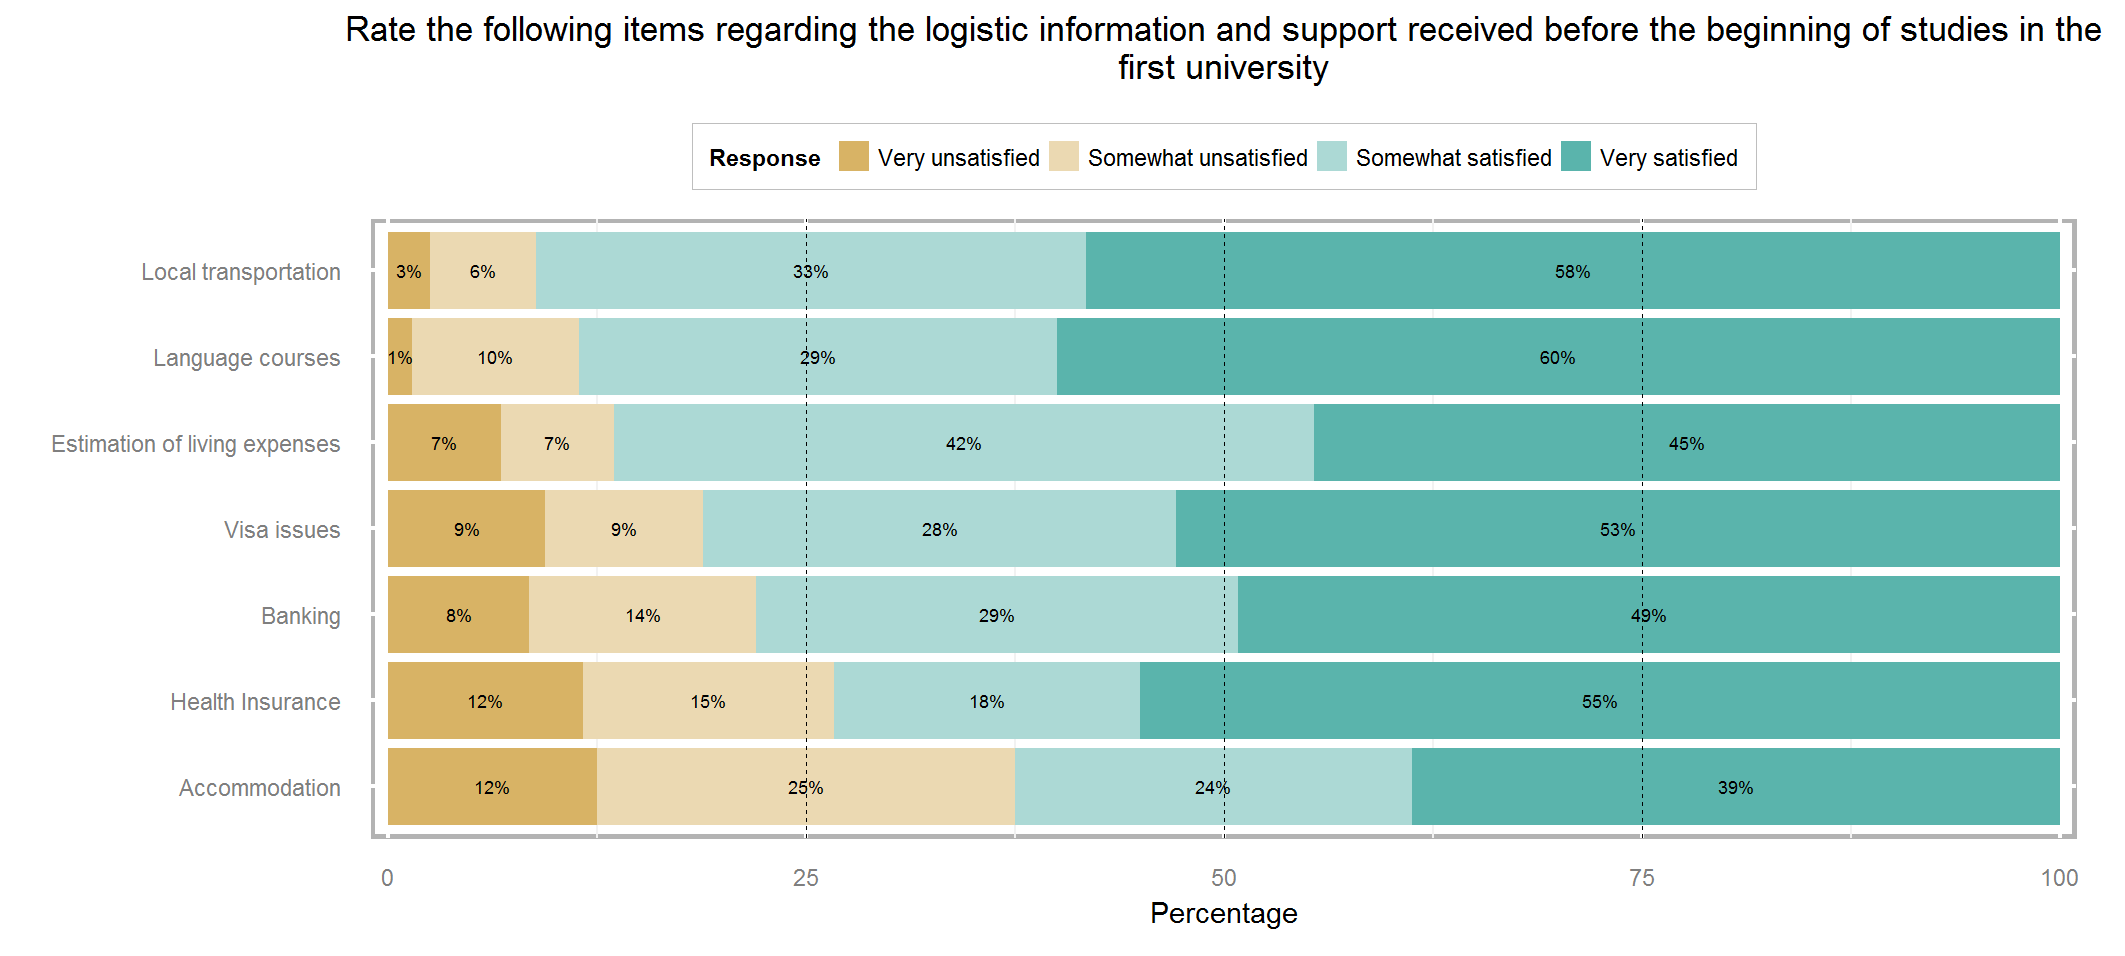 Rate the following items regarding the logistic information and support received before the beginning of studies in the
first university
Response Very unsatisfied Somewhat unsatisfied Somewhat satisfied Very satisfied
Local transportation 3% 6% 33% 58%
Language courses 1% 10% 29% 60%
Estimation of living expenses 7% 7% 42% 45%
Visa issues 9% 9% 28% 53%
Banking 8% 14% 29% 49%
Health Insurance 12% 15% 18% 55%
Accommodation 12% 25% 24% 39%
0 25 50 75 100
Percentage